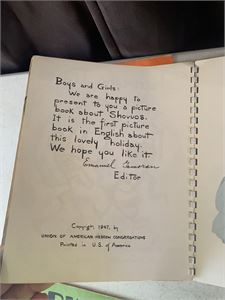 Boys and Girls:
We are happy to
present to you a picture
book about Shovuos.
It is the first picture
book in English about
this lovely holiday.
We hope you like it.
Emanuel Gamoran
Editor
Copyright 1947, by
UNION OF AMERICAN HEBREW CONGREGATIONS
Printed in U.S. of America